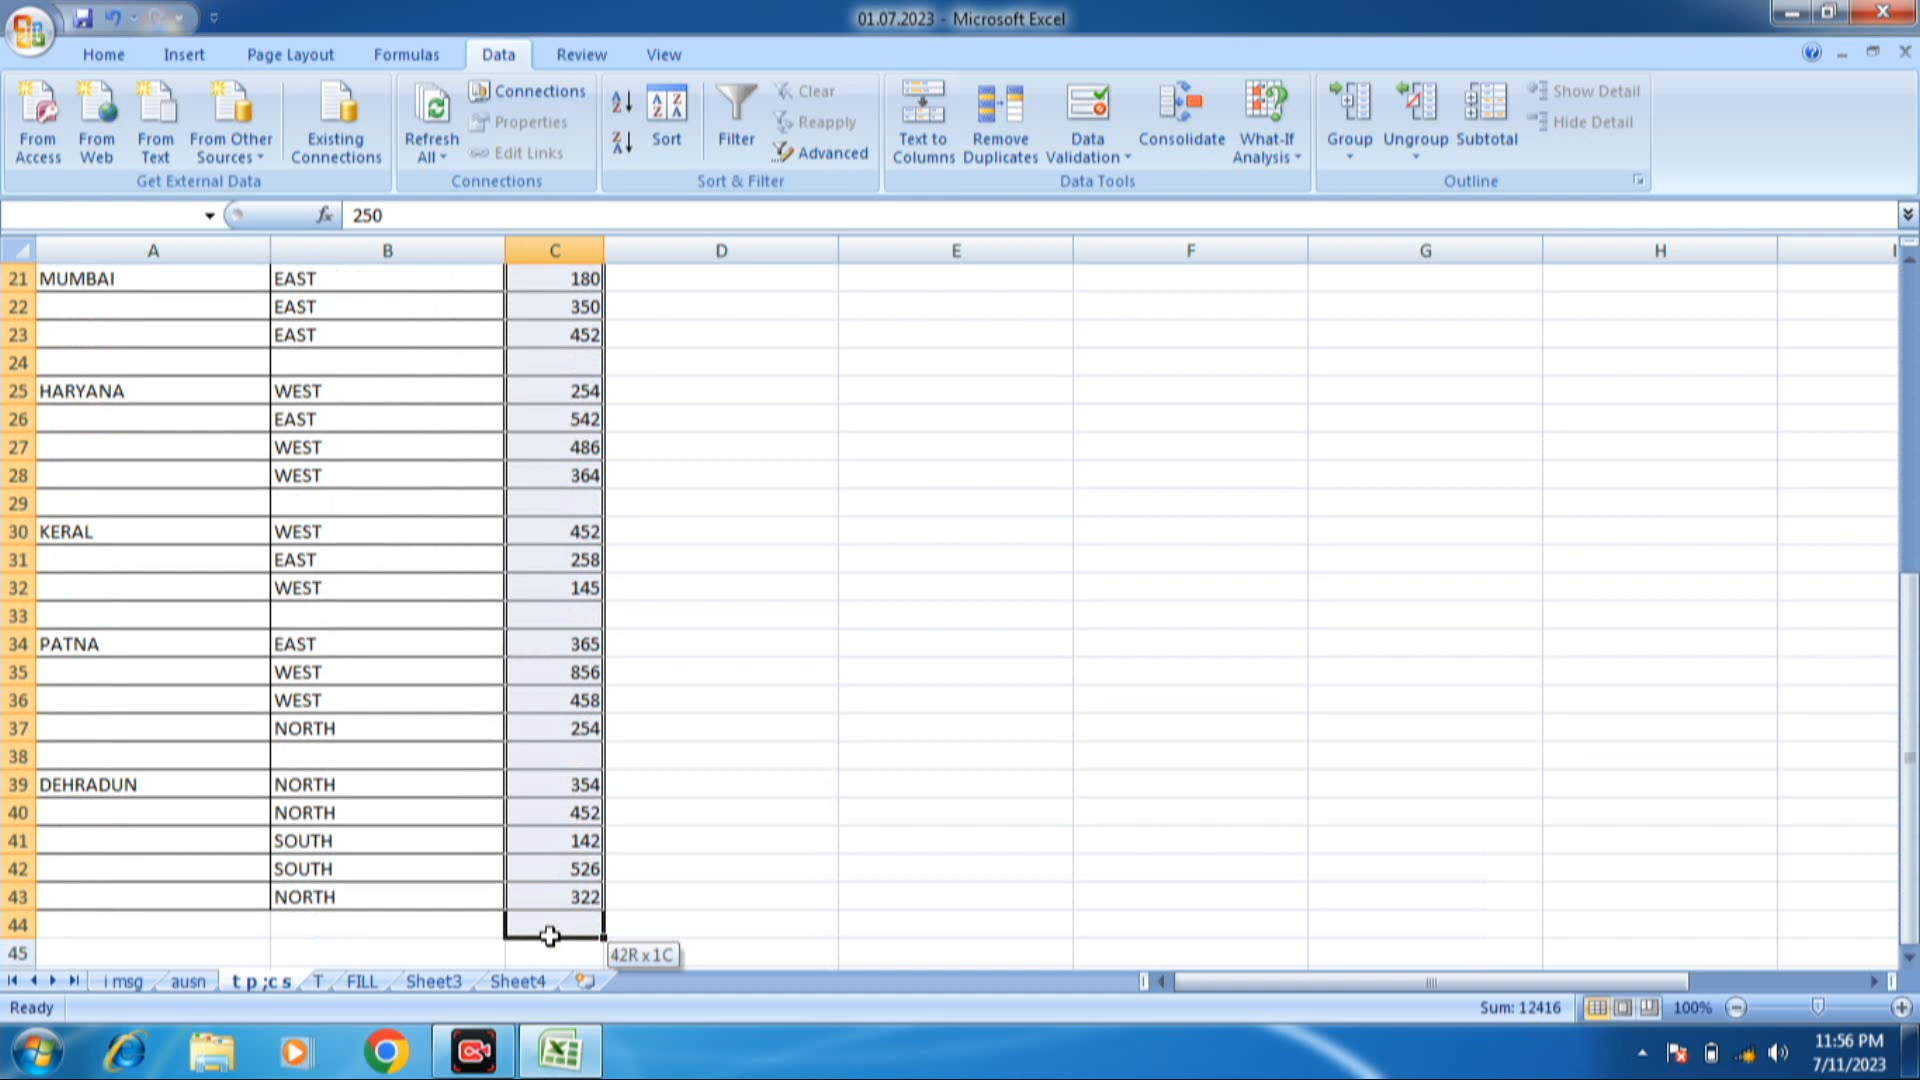 01.07.2023 - Microsoft Excel
Home Insert Page Layout Formulas Data Review View
From Access
From Web
From Text
From Other Sources
Existing Connections
Get External Data
Refresh All
Connections
Properties
Edit Links
Connections
Sort
Filter
Clear
Reapply
Advanced
Sort & Filter
Text to Columns
Remove Duplicates
Data Validation
Consolidate
What-If Analysis
Data Tools
Group
Ungroup
Subtotal
Show Detail
Hide Detail
Outline
fx 250
A B C D E F G H I
21 MUMBAI EAST 180
22 EAST 350
23 EAST 452
24
25 HARYANA WEST 254
26 EAST 542
27 WEST 486
28 WEST 364
29
30 KERAL WEST 452
31 EAST 258
32 WEST 145
33
34 PATNA EAST 365
35 WEST 856
36 WEST 458
37 NORTH 254
38
39 DEHRADUN NORTH 354
40 NORTH 452
41 SOUTH 142
42 SOUTH 526
43 NORTH 322
44
45
42R x 1C
i msg ausn t p ;c s T FILL Sheet3 Sheet4
Ready Sum: 12416 100%
11:56 PM
7/11/2023